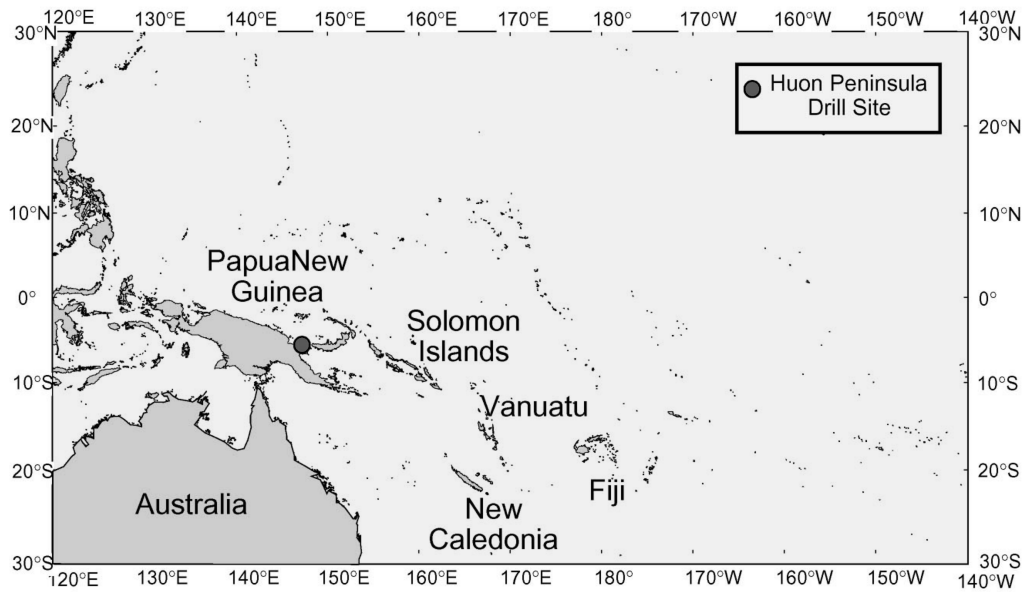 120°E 130°E 140°E 150°E 160°E 170°E 180° 170°W 160°W 150°W 140°W
30°N 30°N
Huon Peninsula
Drill Site
20°N 20°N
10°N 10°N
PapuaNew
Guinea
0° 0°
Solomon
Islands
10°S 10°S
Vanuatu
20°S 20°S
Australia
Fiji
New
Caledonia
30°S 30°S
120°E 130°E 140°E 150°E 160°E 170°E 180° 170°W 160°W 150°W 140°W